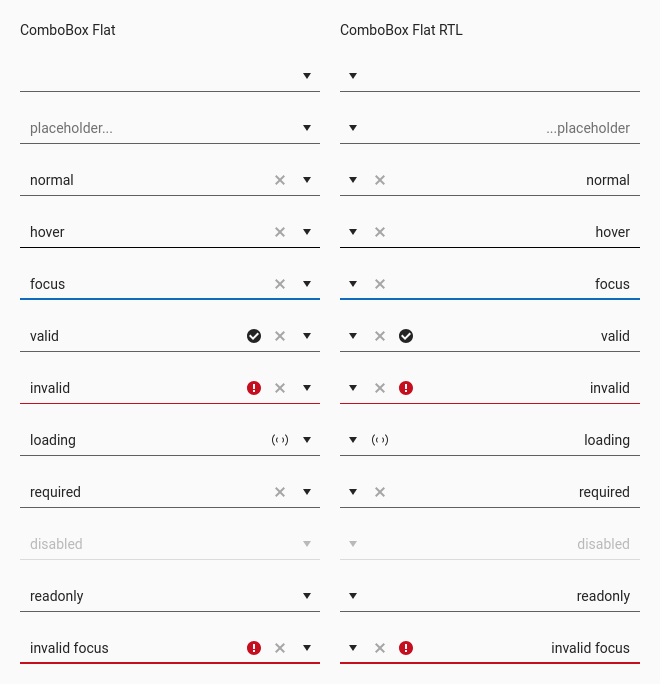 ComboBox Flat
ComboBox Flat RTL
placeholder...
...placeholder
normal
normal
hover
hover
focus
focus
valid
valid
invalid
invalid
loading
loading
required
required
disabled
disabled
readonly
readonly
invalid focus
invalid focus